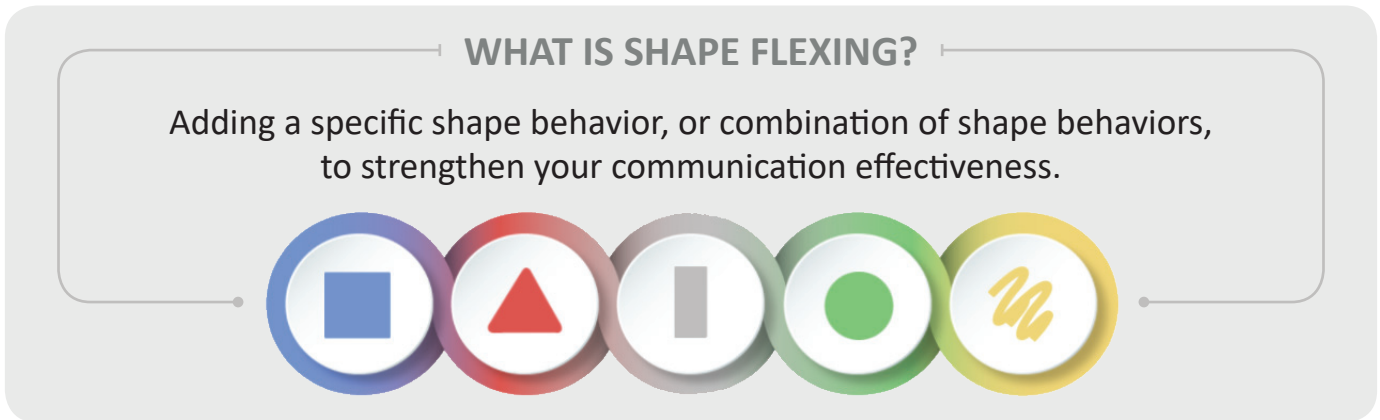 WHAT IS SHAPE FLEXING?
Adding a specific shape behavior, or combination of shape behaviors,
to strengthen your communication effectiveness.